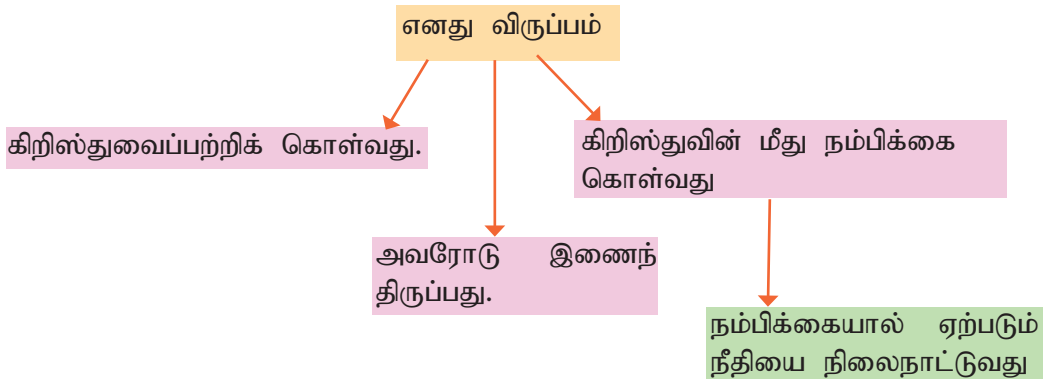 எனது விருப்பம்
கிறிஸ்துவைப்பற்றிக் கொள்வது.
கிறிஸ்துவின் மீது நம்பிக்கை
கொள்வது
அவரோடு இணைந்
திருப்பது.
நம்பிக்கையால் ஏற்படும்
நீதியை நிலைநாட்டுவது